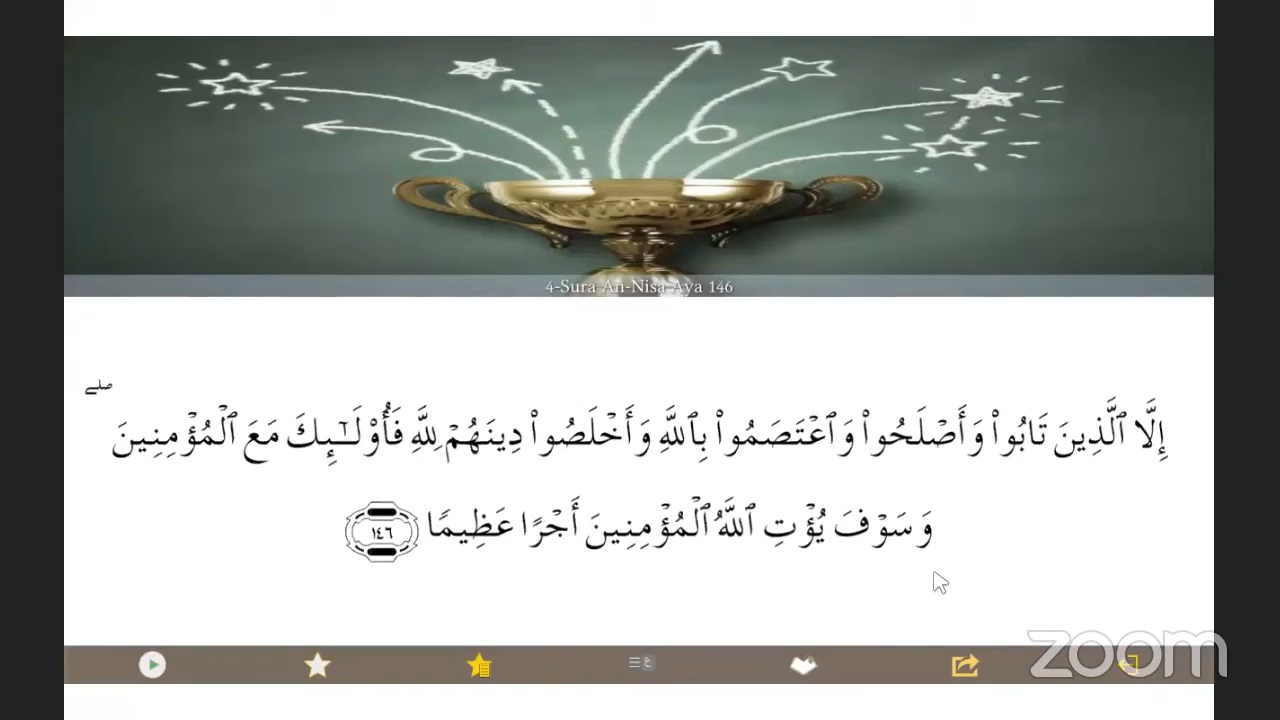 4-Sura-An-Nisa-Aya 146
إِلَّا ٱلَّذِينَ تَابُوا۟ وَأَصْلَحُوا۟ وَٱعْتَصَمُوا۟ بِٱللَّهِ وَأَخْلَصُوا۟ دِينَهُمْ لِلَّهِ فَأُو۟لَـٰٓئِكَ مَعَ ٱلْمُؤْمِنِينَ ۖ
وَسَوْفَ يُؤْتِ ٱللَّهُ ٱلْمُؤْمِنِينَ أَجْرًا عَظِيمًا ١٤٦
zoom